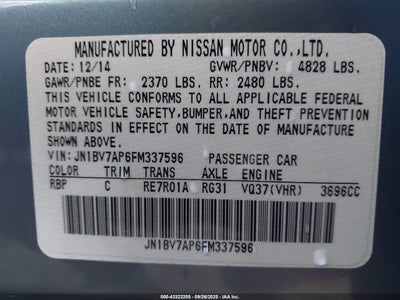 MANUFACTURED BY NISSAN MOTOR CO.,LTD.
DATE: 12/14 GVWR/PNBV: 4828 LBS.
GAWR/PNBE FR: 2370 LBS. RR: 2480 LBS.
THIS VEHICLE CONFORMS TO ALL APPLICABLE FEDERAL
MOTOR VEHICLE SAFETY,BUMPER,AND THEFT PREVENTION
STANDARDS IN EFFECT ON THE DATE OF MANUFACTURE
SHOWN ABOVE.
VIN: JN1BV7AP6FM337596 PASSENGER CAR
COLOR TRIM TRANS AXLE ENGINE
RBP C RE7R01A RG31 VQ37(VHR) 3696CC
JN1BV7AP6FM337596
000-43322205 - 09/26/2025 - IAAI.COM